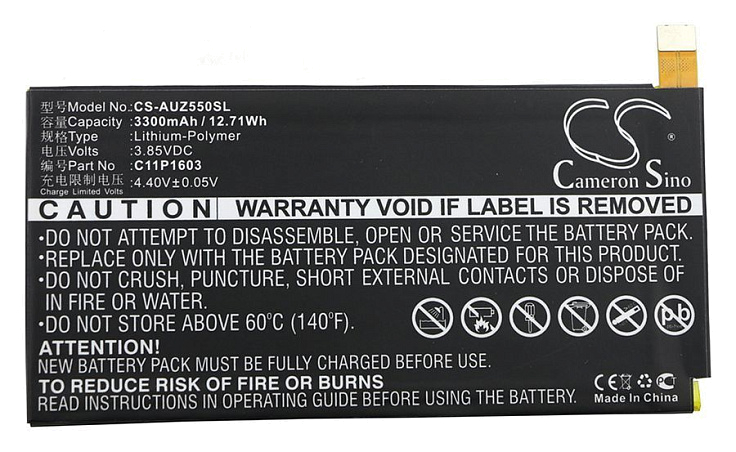 型号Model No.:CS-AUZ550SL
容量Capacity :3300mAh / 12.71Wh
规格Type :Lithium-Polymer
电压Volts :3.85VDC
编号Part No :C11P1603
充电限制电压 :4.40V±0.05V
Charge Limited Volts
CS
®
Cameron Sino
CAUTION WARRANTY VOID IF LABEL IS REMOVED
•DO NOT ATTEMPT TO DISASSEMBLE, OPEN OR SERVICE THE BATTERY PACK.
•REPLACE ONLY WITH THE BATTERY PACK DESIGNATED FOR THIS PRODUCT.
•DO NOT CRUSH, PUNCTURE, SHORT EXTERNAL CONTACTS OR DISPOSE OF
IN FIRE OR WATER.
•DO NOT STORE ABOVE 60°C (140°F).
Pb
ATTENTION!
NEW BATTERY PACK MUST BE FULLY CHARGED BEFORE USE.
TO REDUCE RISK OF FIRE OR BURNS
READ INSTRUCTIONS IN OPERATING GUIDE BEFORE USING THE BATTERY.
CE
Made In China